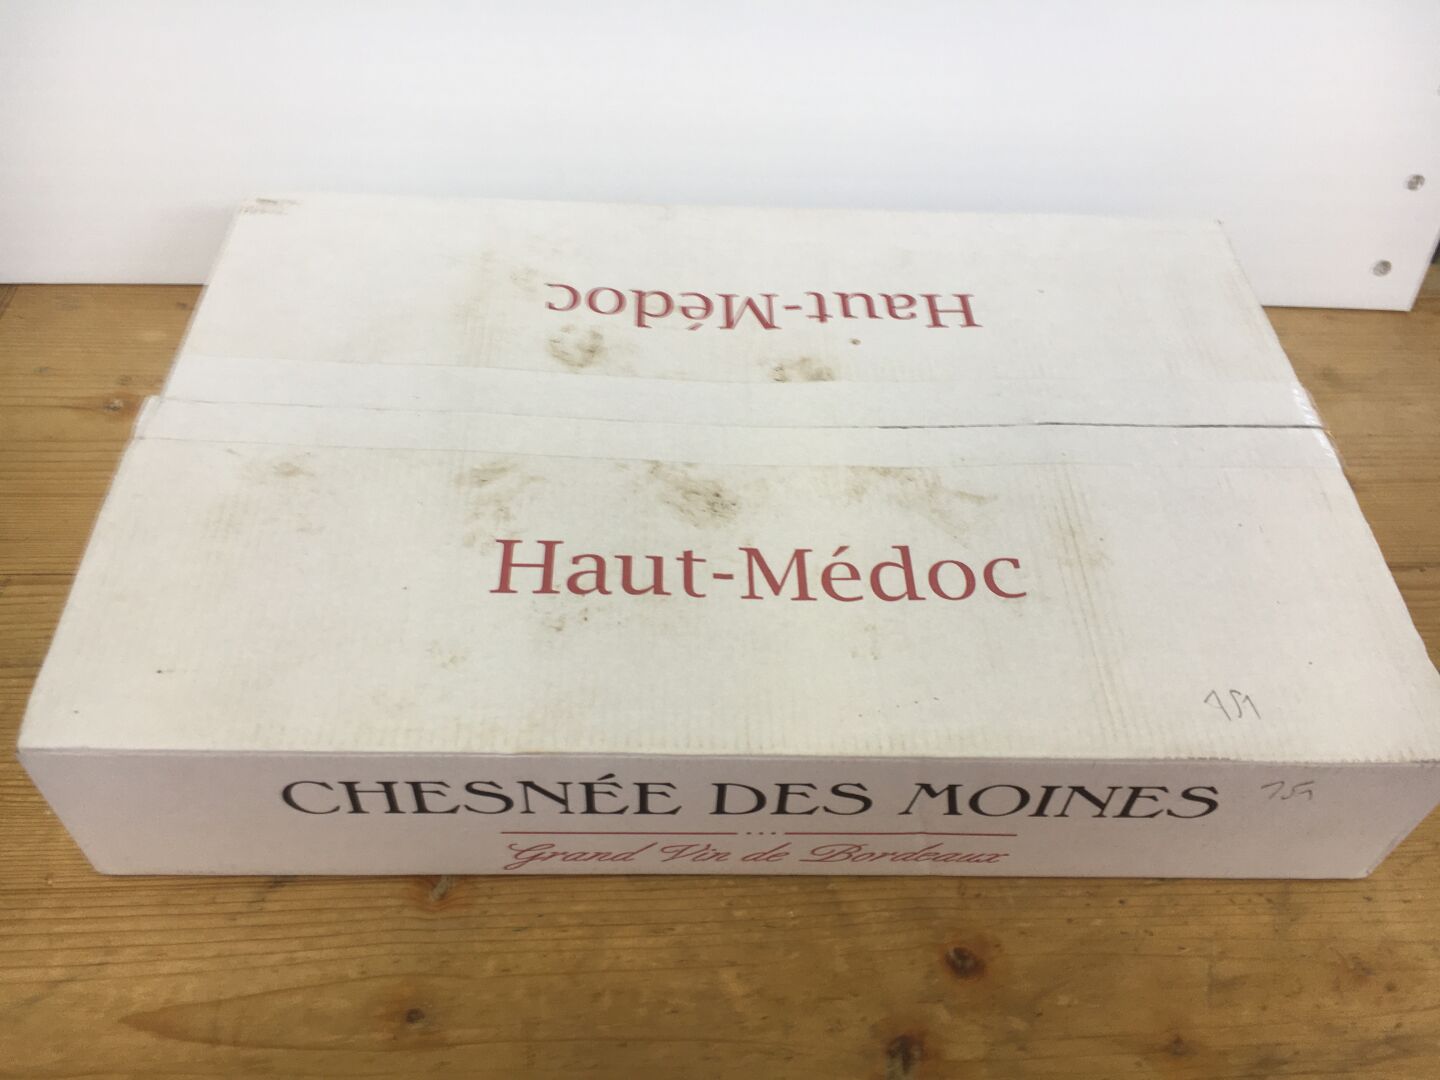 Haut-Médoc
Haut-Médoc
CHESNÉE DES MOINES
Grand Vin de Bordeaux